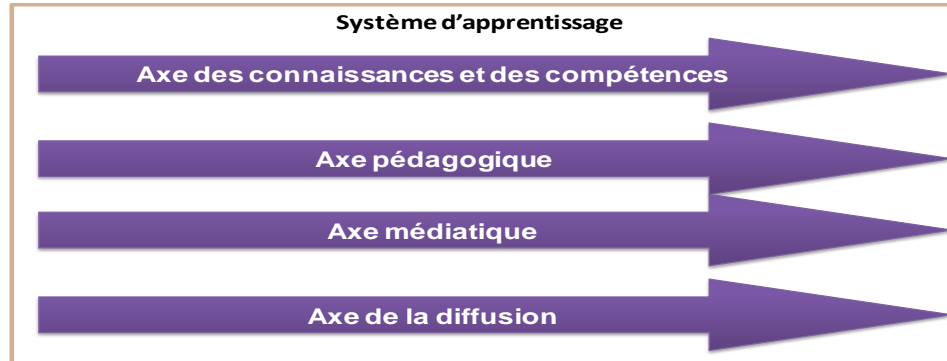 Système d’apprentissage
Axe des connaissances et des compétences
Axe pédagogique
Axe médiatique
Axe de la diffusion